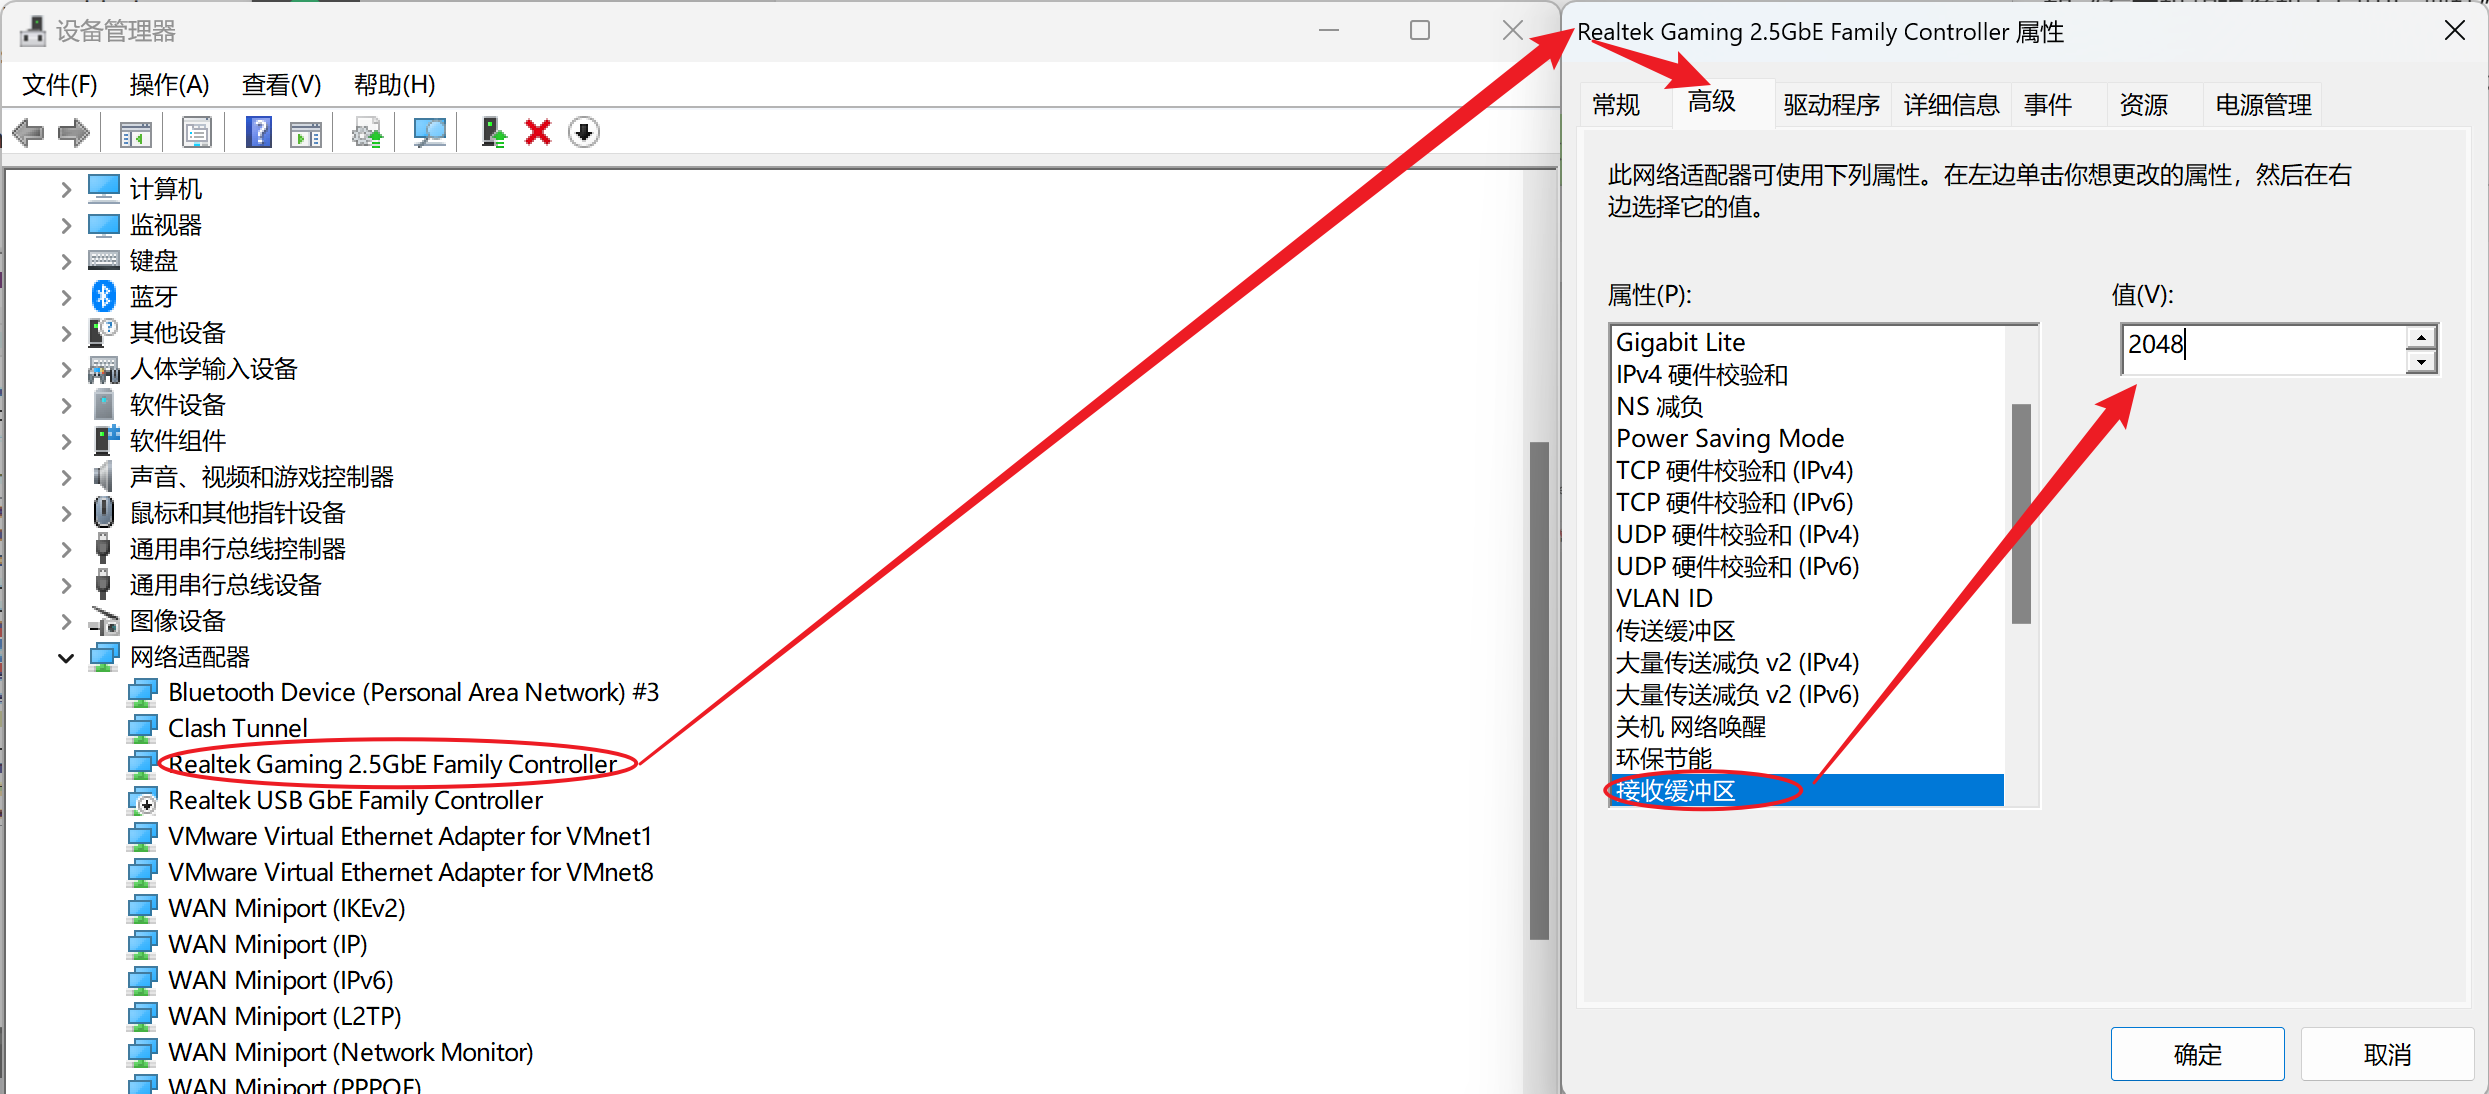 设备管理器
文件(F) 操作(A) 查看(V) 帮助(H)
计算机
监视器
键盘
蓝牙
其他设备
人体学输入设备
软件设备
软件组件
声音、视频和游戏控制器
鼠标和其他指针设备
通用串行总线控制器
通用串行总线设备
图像设备
网络适配器
Bluetooth Device (Personal Area Network) #3
Clash Tunnel
Realtek Gaming 2.5GbE Family Controller
Realtek USB GbE Family Controller
VMware Virtual Ethernet Adapter for VMnet1
VMware Virtual Ethernet Adapter for VMnet8
WAN Miniport (IKEv2)
WAN Miniport (IP)
WAN Miniport (IPv6)
WAN Miniport (L2TP)
WAN Miniport (Network Monitor)
WAN Miniport (PPPOE)
Realtek Gaming 2.5GbE Family Controller 属性
常规 高级 驱动程序 详细信息 事件 资源 电源管理
此网络适配器可使用下列属性。在左边单击你想更改的属性，然后在右
边选择它的值。
属性(P):
值(V):
Gigabit Lite
IPv4 硬件校验和
NS 减负
Power Saving Mode
TCP 硬件校验和 (IPv4)
TCP 硬件校验和 (IPv6)
UDP 硬件校验和 (IPv4)
UDP 硬件校验和 (IPv6)
VLAN ID
传送缓冲区
大量传送减负 v2 (IPv4)
大量传送减负 v2 (IPv6)
关机 网络唤醒
环保节能
接收缓冲区
2048
确定 取消